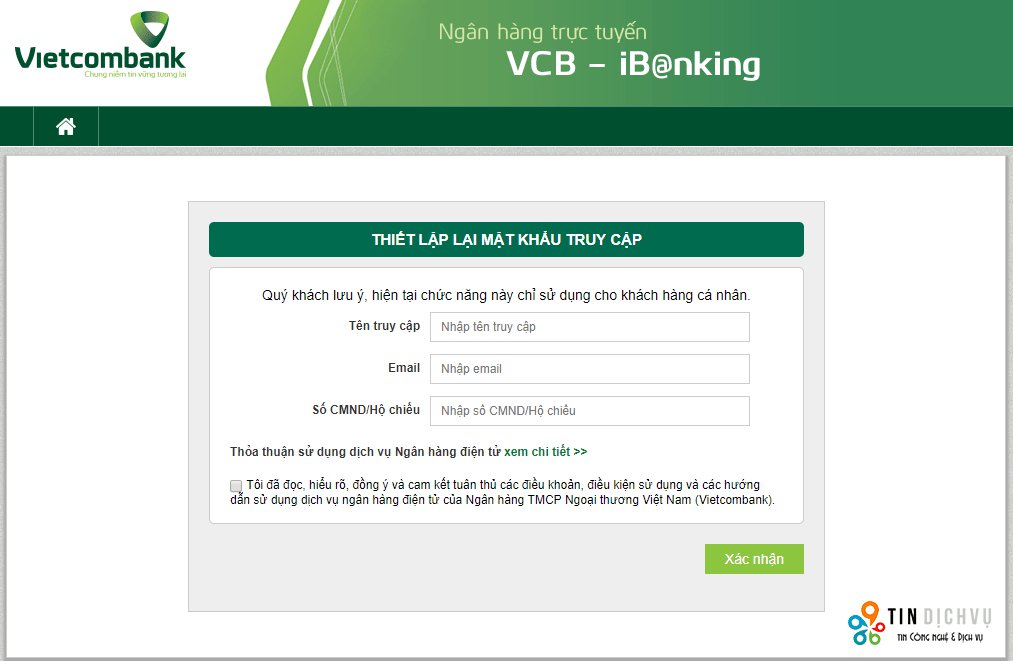 Vietcombank
Chung niềm tin vững tương lai
Ngân hàng trực tuyến
VCB – iB@nking
THIẾT LẬP LẠI MẬT KHẨU TRUY CẬP
Quý khách lưu ý, hiện tại chức năng này chỉ sử dụng cho khách hàng cá nhân.
Tên truy cập Nhập tên truy cập
Email Nhập email
Số CMND/Hộ chiếu Nhập số CMND/Hộ chiếu
Thỏa thuận sử dụng dịch vụ Ngân hàng điện tử xem chi tiết >>
Tôi đã đọc, hiểu rõ, đồng ý và cam kết tuân thủ các điều khoản, điều kiện sử dụng và các hướng
dẫn sử dụng dịch vụ ngân hàng điện tử của Ngân hàng TMCP Ngoại thương Việt Nam (Vietcombank).
Xác nhận
TIN DỊCH VỤ
TIN CÔNG NGHỆ & DỊCH VỤ